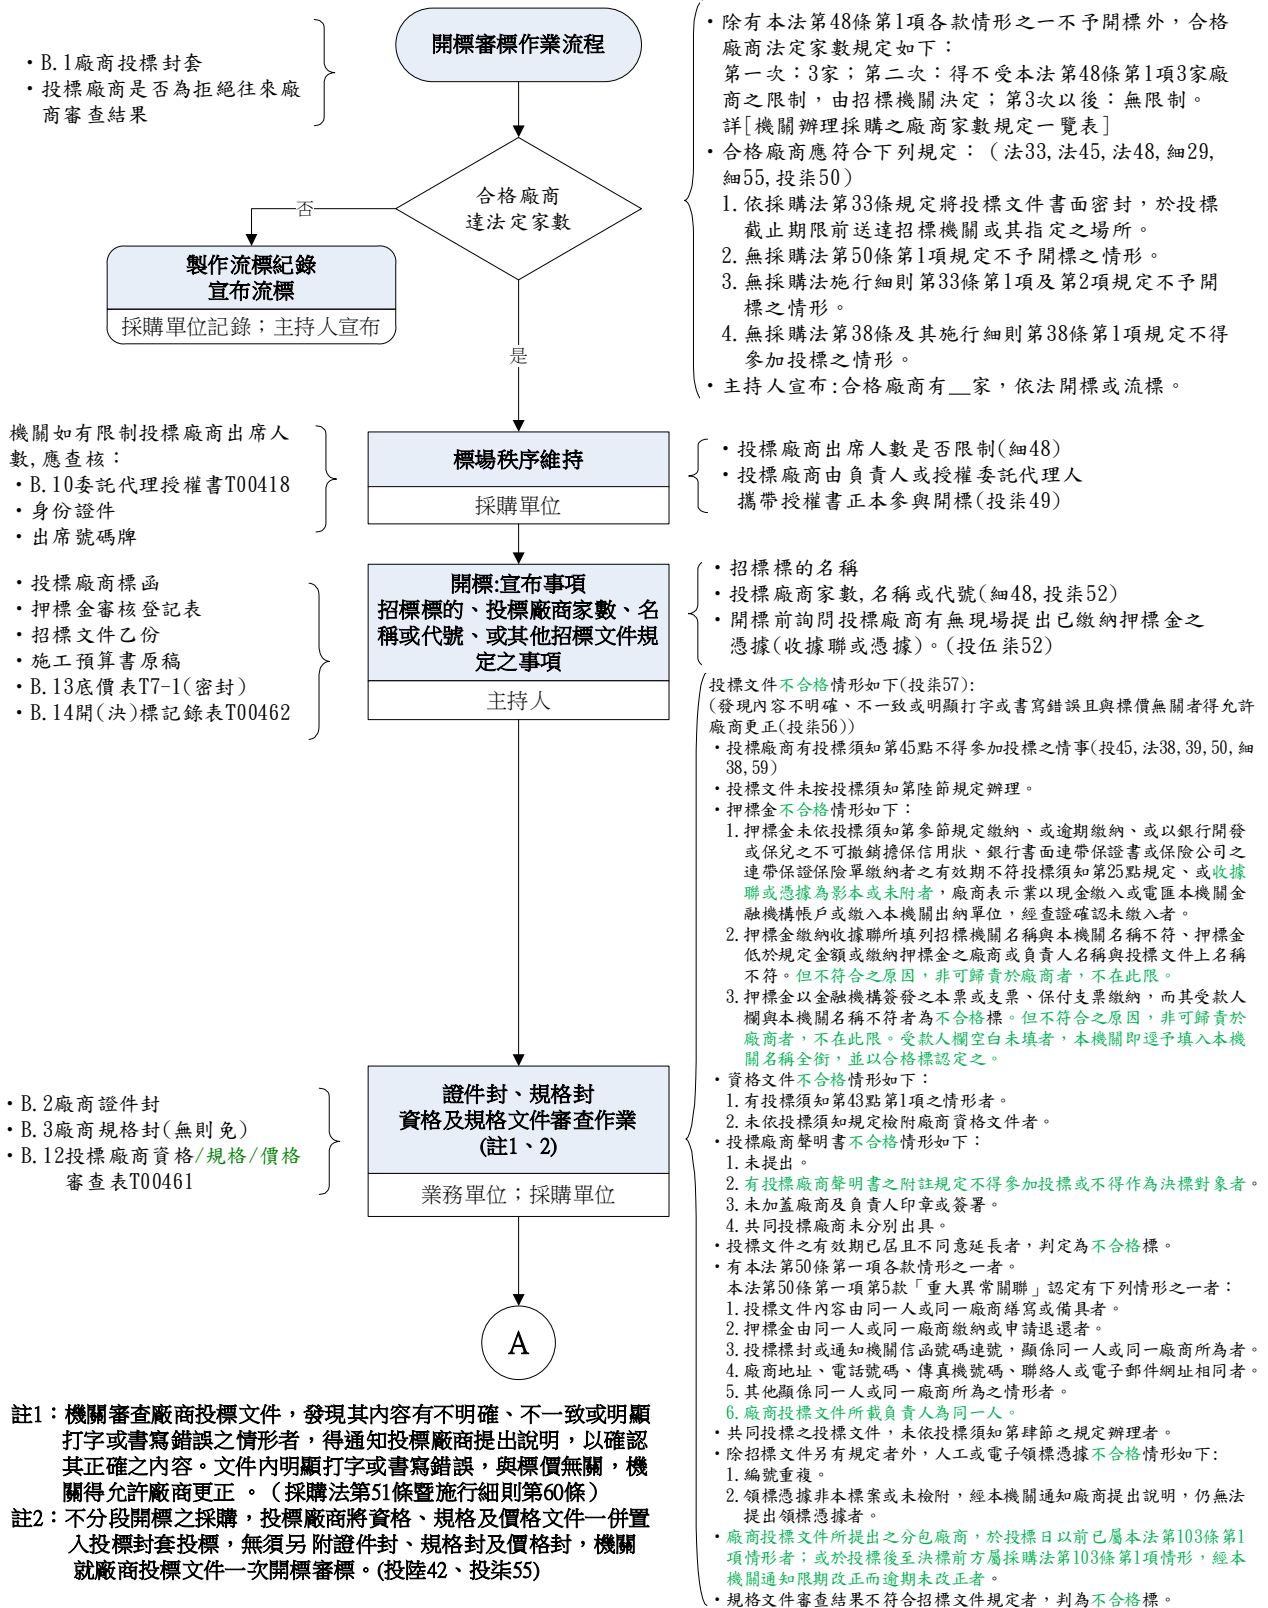 開標審標作業流程
・B.1廠商投標封套
・投標廠商是否為拒絕往來廠
商審查結果
・除有本法第48條第1項各款情形之一不予開標外，合格
廠商法定家數規定如下：
第一次：3家；第二次：得不受本法第48條第1項3家廠
商之限制，由招標機關決定；第3次以後：無限制。
詳[機關辦理採購之廠商家數規定一覽表]
・合格廠商應符合下列規定：（法33,法45,法48,細29,
細55,投柒50）
1.依採購法第33條規定將投標文件書面密封，於投標
截止期限前送達招標機關或其指定之場所。
2.無採購法第50條第1項規定不予開標之情形。
3.無採購法施行細則第33條第1項及第2項規定不予開
標之情形。
4.無採購法第38條及其施行細則第38條第1項規定不得
參加投標之情形。
・主持人宣布:合格廠商有__家，依法開標或流標。
合格廠商
達法定家數
否
製作流標紀錄
宣布流標
採購單位記錄；主持人宣布
是
機關如有限制投標廠商出席人
數,應查核：
・B.10委託代理授權書T00418
・身份證件
・出席號碼牌
標場秩序維持
採購單位
・投標廠商出席人數是否限制(細48)
・投標廠商由負責人或授權委託代理人
攜帶授權書正本參與開標(投柒49)
・投標廠商標函
・押標金審核登記表
・招標文件乙份
・施工預算書原稿
・B.13底價表T7-1(密封)
・B.14開(決)標記錄表T00462
開標:宣布事項
招標標的、投標廠商家數、名
稱或代號、或其他招標文件規
定之事項
主持人
・招標標的名稱
・投標廠商家數,名稱或代號(細48,投柒52)
・開標前詢問投標廠商有無現場提出已繳納押標金之
憑據(收據聯或憑據)。(投伍柒52)
投標文件不合格情形如下(投柒57):
(發現內容不明確、不一致或明顯打字或書寫錯誤且與標價無關者得允許
廠商更正(投柒56))
・投標廠商有投標須知第45點不得參加投標之情事(投45,法38,39,50,細
38,59)
・投標文件未按投標須知第陸節規定辦理。
・押標金不合格情形如下：
1.押標金未依投標須知第參節規定繳納、或逾期繳納、或以銀行開發
或保兌之不可撤銷擔保信用狀、銀行書面連帶保證書或保險公司之
連帶保證保險單繳納者之有效期不符投標須知第25點規定、或收據
聯或憑據為影本或未附者，廠商表示業以現金繳入或電匯本機關金
融機構帳戶或繳入本機關出納單位，經查證確認未繳入者。
2.押標金繳納收據聯所填列招標機關名稱與本機關名稱不符、押標金
低於規定金額或繳納押標金之廠商或負責人名稱與投標文件上名稱
不符。但不符合之原因，非可歸責於廠商者，不在此限。
3.押標金以金融機構簽發之本票或支票、保付支票繳納，而其受款人
欄與本機關名稱不符者為不合格標。但不符合之原因，非可歸責於
廠商者，不在此限。受款人欄空白未填者，本機關即逕予填入本機
關名稱全銜，並以合格標認定之。
・資格文件不合格情形如下：
1.有投標須知第43點第1項之情形者。
2.未依投標須知規定檢附廠商資格文件者。
・投標廠商聲明書不合格情形如下：
1.未提出。
2.有投標廠商聲明書之附註規定不得參加投標或不得作為決標對象者。
3.未加蓋廠商及負責人印章或簽署。
4.共同投標廠商未分別出具。
・投標文件之有效期已屆且不同意延長者，判定為不合格標。
・有本法第50條第一項各款情形之一者。
本法第50條第一項第5款「重大異常關聯」認定有下列情形之一者：
1.投標文件內容由同一人或同一廠商繕寫或備具者。
2.押標金由同一人或同一廠商繳納或申請退還者。
3.投標標封或通知機關信函號碼連號，顯係同一人或同一廠商所為者。
4.廠商地址、電話號碼、傳真機號碼、聯絡人或電子郵件網址相同者。
5.其他顯係同一人或同一廠商所為之情形者。
6.廠商投標文件所載負責人為同一人。
・共同投標之投標文件，未依投標須知第肆節之規定辦理者。
・除招標文件另有規定者外，人工或電子領標憑據不合格情形如下:
1.編號重複。
2.領標憑據非本標案或未檢附，經本機關通知廠商提出說明，仍無法
提出領標憑據者。
・廠商投標文件所提出之分包廠商，於投標日以前已屬本法第103條第1
項情形者；或於投標後至決標前方屬採購法第103條第1項情形，經本
機關通知限期改正而逾期未改正者。
・規格文件審查結果不符合招標文件規定者，判為不合格標。
・B.2廠商證件封
・B.3廠商規格封(無則免)
・B.12投標廠商資格/規格/價格
審查表T00461
證件封、規格封
資格及規格文件審查作業
(註1、2)
業務單位；採購單位
A
註1：機關審查廠商投標文件，發現其內容有不明確、不一致或明顯
打字或書寫錯誤之情形者，得通知投標廠商提出說明，以確認
其正確之內容。文件內明顯打字或書寫錯誤，與標價無關，機
關得允許廠商更正 。（採購法第51條暨施行細則第60條）
註2：不分段開標之採購，投標廠商將資格、規格及價格文件一併置
入投標封套投標，無須另 附證件封、規格封及價格封，機關
就廠商投標文件一次開標審標。(投陸42、投柒55)